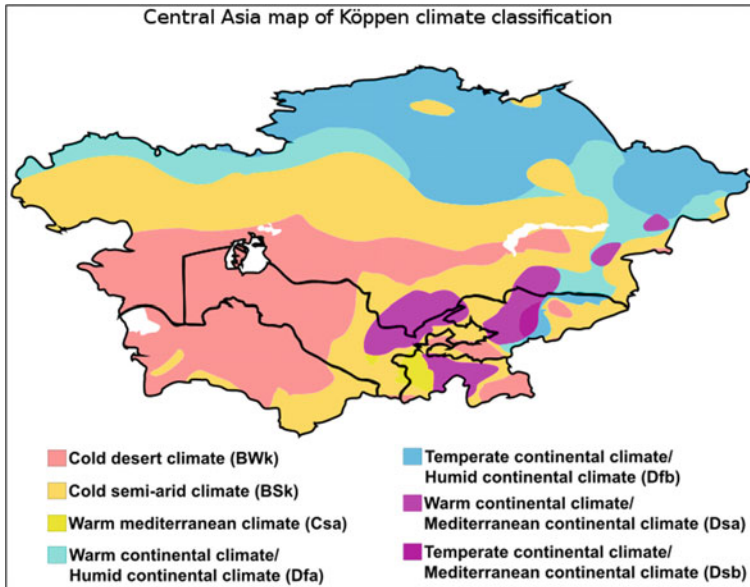 Central Asia map of Köppen climate classification
Cold desert climate (BWk)
Cold semi-arid climate (BSk)
Warm mediterranean climate (Csa)
Warm continental climate/
Humid continental climate (Dfa)
Temperate continental climate/
Humid continental climate (Dfb)
Warm continental climate/
Mediterranean continental climate (Dsa)
Temperate continental climate/
Mediterranean continental climate (Dsb)